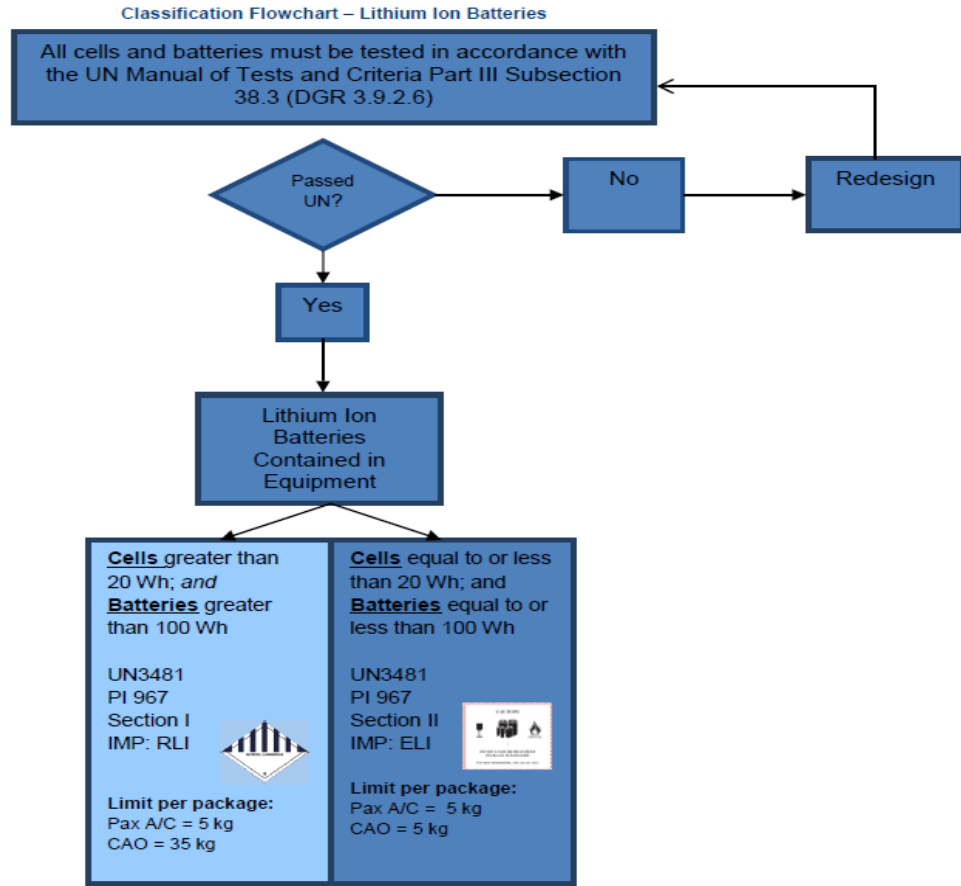 Classification Flowchart – Lithium Ion Batteries
All cells and batteries must be tested in accordance with
the UN Manual of Tests and Criteria Part III Subsection
38.3 (DGR 3.9.2.6)
Passed
UN?
No
Redesign
Yes
Lithium Ion
Batteries
Contained in
Equipment
Cells greater than
20 Wh; and
Batteries greater
than 100 Wh
UN3481
PI 967
Section I
IMP: RLI
Limit per package:
Pax A/C = 5 kg
CAO = 35 kg
Cells equal to or less
than 20 Wh; and
Batteries equal to or
less than 100 Wh
UN3481
PI 967
Section II
IMP: ELI
Limit per package:
Pax A/C =  5 kg
CAO = 5 kg